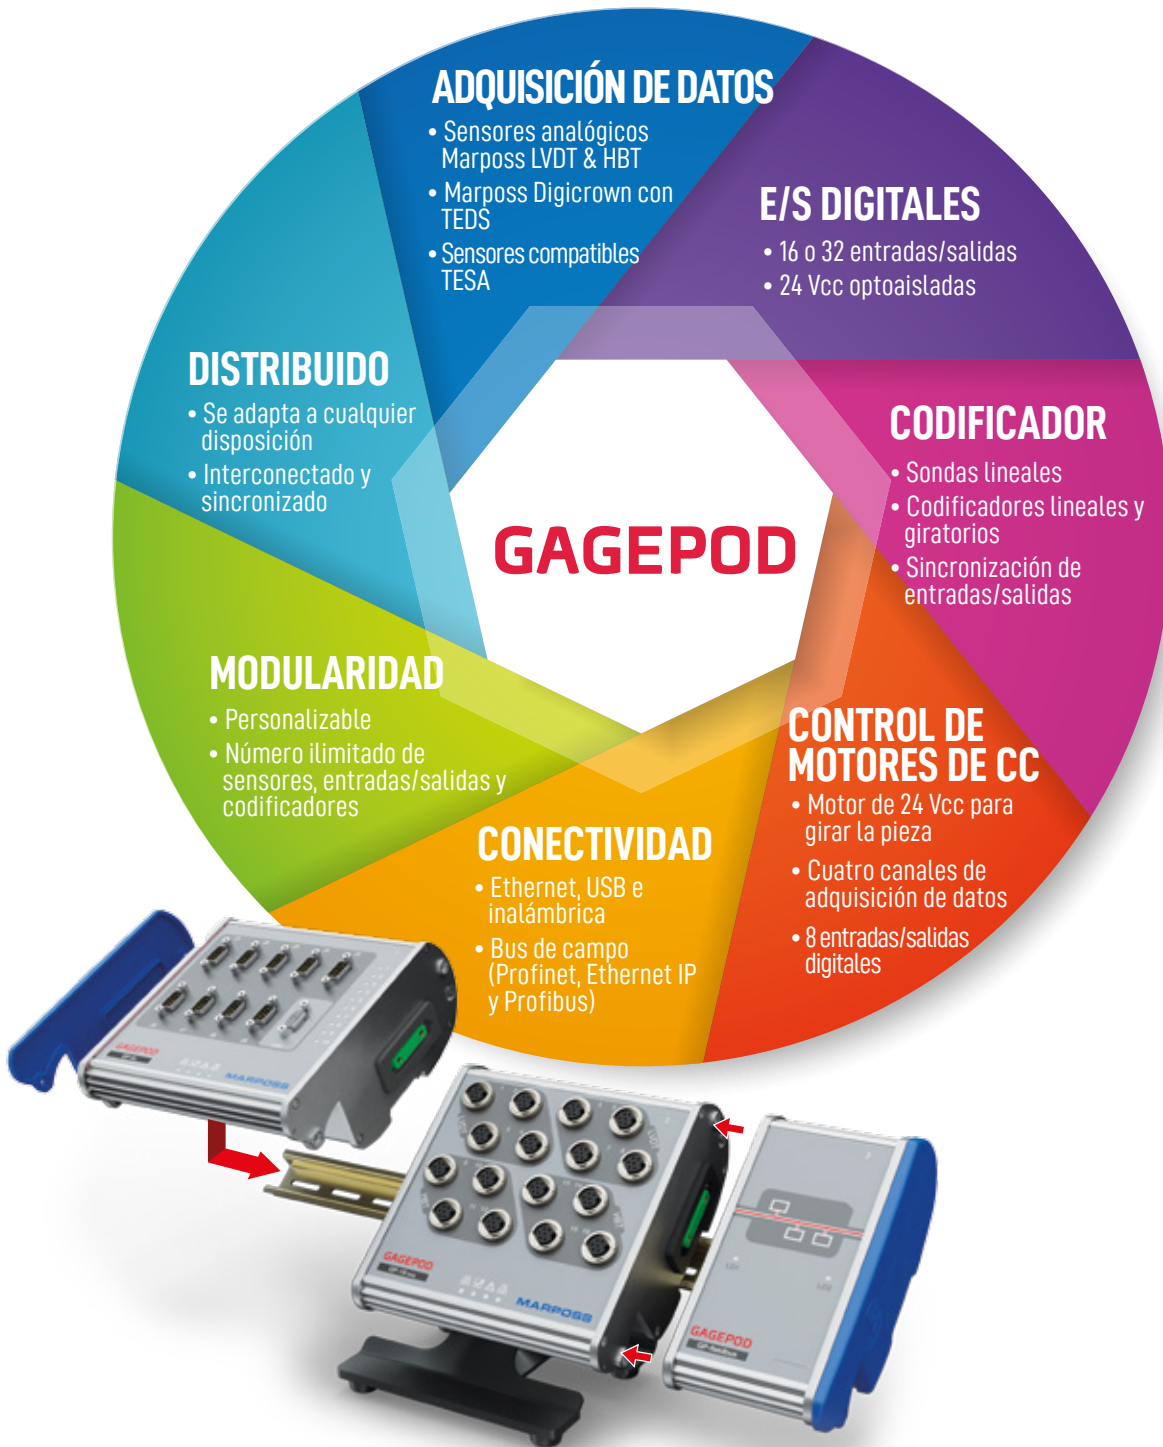 ADQUISICIÓN DE DATOS
• Sensores analógicos
Marposs LVDT & HBT
• Marposs Digicrown con
TEDS
• Sensores compatibles
TESA
E/S DIGITALES
• 16 o 32 entradas/salidas
• 24 Vcc optoaisladas
CODIFICADOR
• Sondas lineales
• Codificadores lineales y
giratorios
• Sincronización de
entradas/salidas
CONTROL DE
MOTORES DE CC
• Motor de 24 Vcc para
girar la pieza
• Cuatro canales de
adquisición de datos
• 8 entradas/salidas
digitales
CONECTIVIDAD
• Ethernet, USB e
inalámbrica
• Bus de campo
(Profinet, Ethernet IP
y Profibus)
MODULARIDAD
• Personalizable
• Número ilimitado de
sensores, entradas/salidas y
codificadores
DISTRIBUIDO
• Se adapta a cualquier
disposición
• Interconectado y
sincronizado
GAGEPOD
GAGEPOD
MARPOSS
LVDT
HBT
GAGEPOD
MARPOSS
GAGEPOD